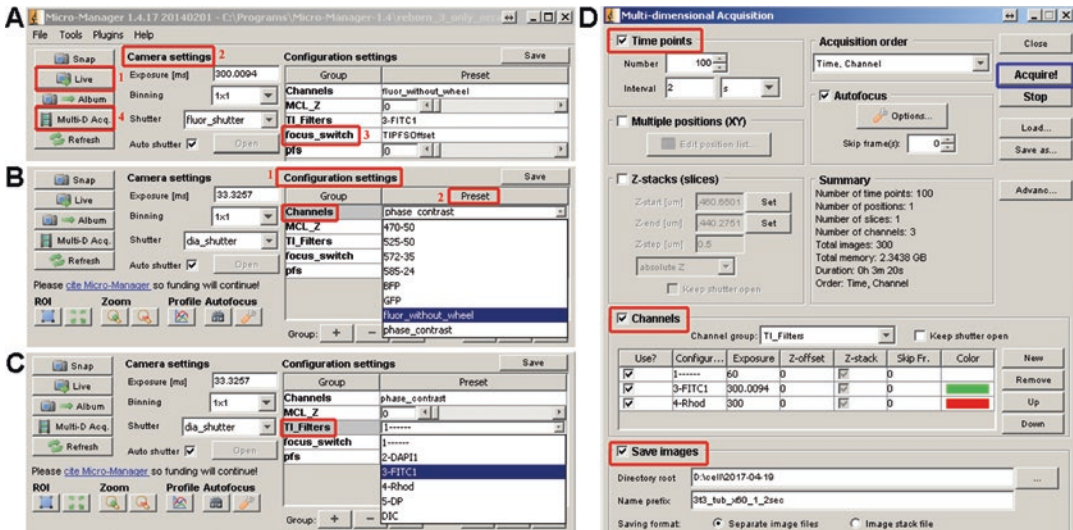 A
Micro-Manager 1.4.17 20140201 - C:\Programs\Micro-Manager-1.4\
File Tools Plugins Help
Snap
Live
1
Album
Multi-D Acq.
4
Refresh
Camera settings 2
Exposure [ms] 300.0094
Binning 1x1
Shutter fluor_shutter
Auto shutter Open
Configuration settings Save
Group Preset
Channels fluor_without_wheel
MCL_Z 0
TI_Filters 3-FITC1
focus_switch 3 TIPFSOffset
pfs 0
B
Snap
Live
Album
Multi-D Acq.
Refresh
Camera settings
Exposure [ms] 33.3257
Binning 1x1
Shutter dia_shutter
Auto shutter Open
Please cite Micro-Manager so funding will continue!
ROI Zoom Profile Autofocus
1 Configuration settings Save
Group 2 Preset
Channels phase_contrast
MCL_Z
TI_Filters
focus_switch
pfs
470-50
525-50
572-35
585-24
BFP
GFP
fluor_without_wheel
phase_contrast
Group: + −
C
Snap
Live
Album
Multi-D Acq.
Refresh
Camera settings
Exposure [ms] 33.3257
Binning 1x1
Shutter dia_shutter
Auto shutter Open
Please cite Micro-Manager so funding will continue!
ROI Zoom Profile Autofocus
Configuration settings Save
Group Preset
Channels phase_contrast
MCL_Z 0
TI_Filters 1------
focus_switch
pfs
1------
2-DAPI1
3-FITC1
4-Rhod
5-DP
DIC
Group: + −
D
Multi-dimensional Acquisition
Time points
Number 100
Interval 2 s
Multiple positions (XY)
Edit position list...
Z-stacks (slices)
Z-start [um] Set
Z-end [um] 440.2751 Set
Z-step [um] 0.5
absolute Z
Keep shutter open
Acquisition order
Time, Channel
Autofocus
Options...
Skip frame(s): 0
Summary
Number of time points: 100
Number of positions: 1
Number of slices: 1
Number of channels: 3
Total images: 300
Total memory: 2.3438 GB
Duration: 0h 3m 20s
Order: Time, Channel
Close
Acquire!
Stop
Load...
Save as...
Advanc...
Channels
Channel group: TI_Filters Keep shutter open
Use? Configur... Exposure Z-offset Z-stack Skip Fr. Color
1------ 60 0 0
3-FITC1 300.0094 0 0
4-Rhod 300 0 0
New
Remove
Up
Down
Save images
Directory root D:\cell\2017-04-19 ...
Name prefix 3t3_tub_x60_1_2sec
Saving format: Separate image files Image stack file